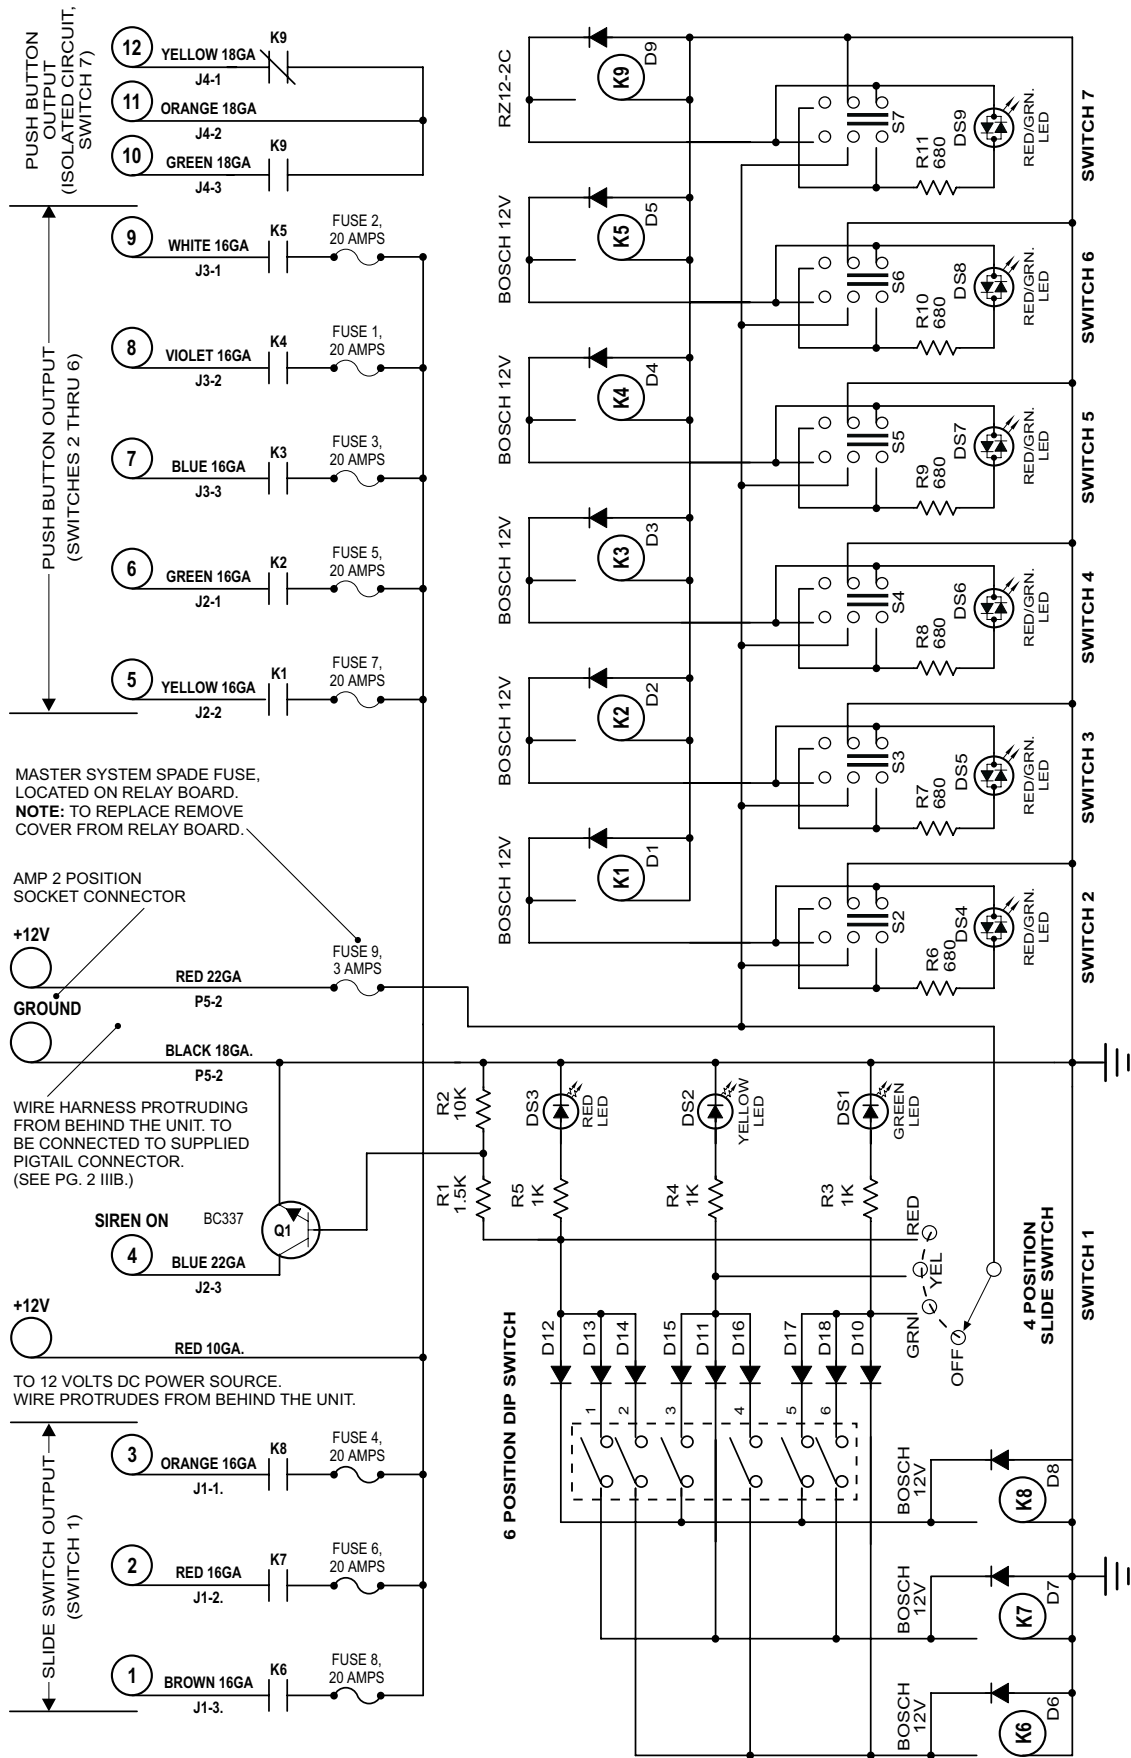 PUSH BUTTON
OUTPUT
(ISOLATED CIRCUIT,
SWITCH 7)
12
YELLOW 18GA
J4-1
K9
11
ORANGE 18GA
J4-2
10
GREEN 18GA
J4-3
K9
PUSH BUTTON OUTPUT
(SWITCHES 2 THRU 6)
9
WHITE 16GA
J3-1
K5
FUSE 2,
20 AMPS
8
VIOLET 16GA
J3-2
K4
FUSE 1,
20 AMPS
7
BLUE 16GA
J3-3
K3
FUSE 3,
20 AMPS
6
GREEN 16GA
J2-1
K2
FUSE 5,
20 AMPS
5
YELLOW 16GA
J2-2
K1
FUSE 7,
20 AMPS
MASTER SYSTEM SPADE FUSE,
LOCATED ON RELAY BOARD.
NOTE: TO REPLACE REMOVE
COVER FROM RELAY BOARD.
AMP 2 POSITION
SOCKET CONNECTOR
+12V
RED 22GA
P5-2
FUSE 9,
3 AMPS
GROUND
BLACK 18GA.
P5-2
WIRE HARNESS PROTRUDING
FROM BEHIND THE UNIT. TO
BE CONNECTED TO SUPPLIED
PIGTAIL CONNECTOR.
(SEE PG. 2 IIIB.)
SIREN ON
4
BLUE 22GA
J2-3
BC337
Q1
+12V
RED 10GA.
TO 12 VOLTS DC POWER SOURCE.
WIRE PROTRUDES FROM BEHIND THE UNIT.
SLIDE SWITCH OUTPUT
(SWITCH 1)
3
ORANGE 16GA
J1-1.
K8
FUSE 4,
20 AMPS
2
RED 16GA
J1-2.
K7
FUSE 6,
20 AMPS
1
BROWN 16GA
J1-3.
K6
FUSE 8,
20 AMPS
RZ12-2C
K9
D9
S7
R11
680
DS9
RED/GRN.
LED
SWITCH 7
BOSCH 12V
K5
D5
S6
R10
680
DS8
RED/GRN.
LED
SWITCH 6
BOSCH 12V
K4
D4
S5
R9
680
DS7
RED/GRN.
LED
SWITCH 5
BOSCH 12V
K3
D3
S4
R8
680
DS6
RED/GRN.
LED
SWITCH 4
BOSCH 12V
K2
D2
S3
R7
680
DS5
RED/GRN.
LED
SWITCH 3
BOSCH 12V
K1
D1
S2
R6
680
DS4
RED/GRN.
LED
SWITCH 2
R2
10K
R1
1.5K
DS3
RED
LED
R5
1K
DS2
YELLOW
LED
R4
1K
DS1
GREEN
LED
R3
1K
RED
YEL
GRN
OFF
4 POSITION
SLIDE SWITCH
SWITCH 1
6 POSITION DIP SWITCH
D12
D13
D14
D15
D11
D16
D17
D18
D10
1
2
3
4
5
6
BOSCH
12V
K8
D8
BOSCH
12V
K7
D7
BOSCH
12V
K6
D6